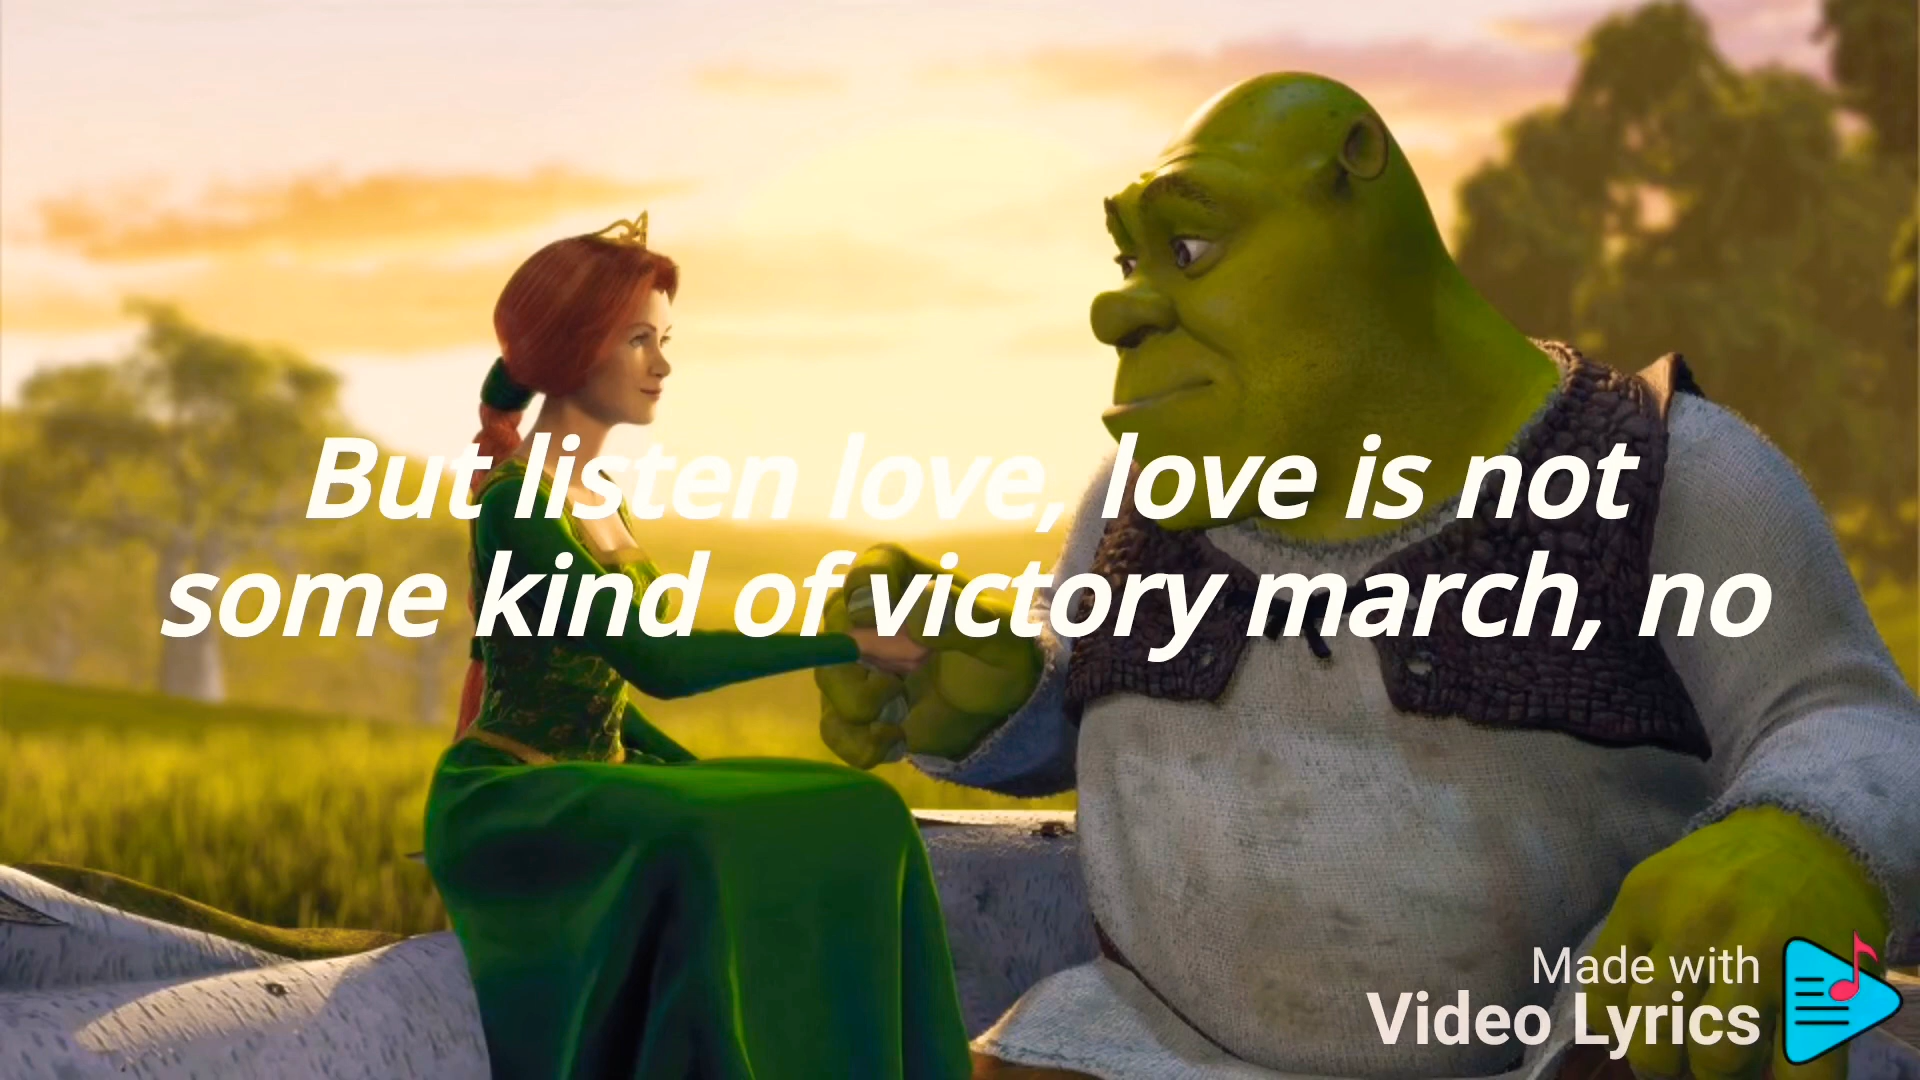 But listen love, love is not
some kind of victory march, no
Made with
Video Lyrics